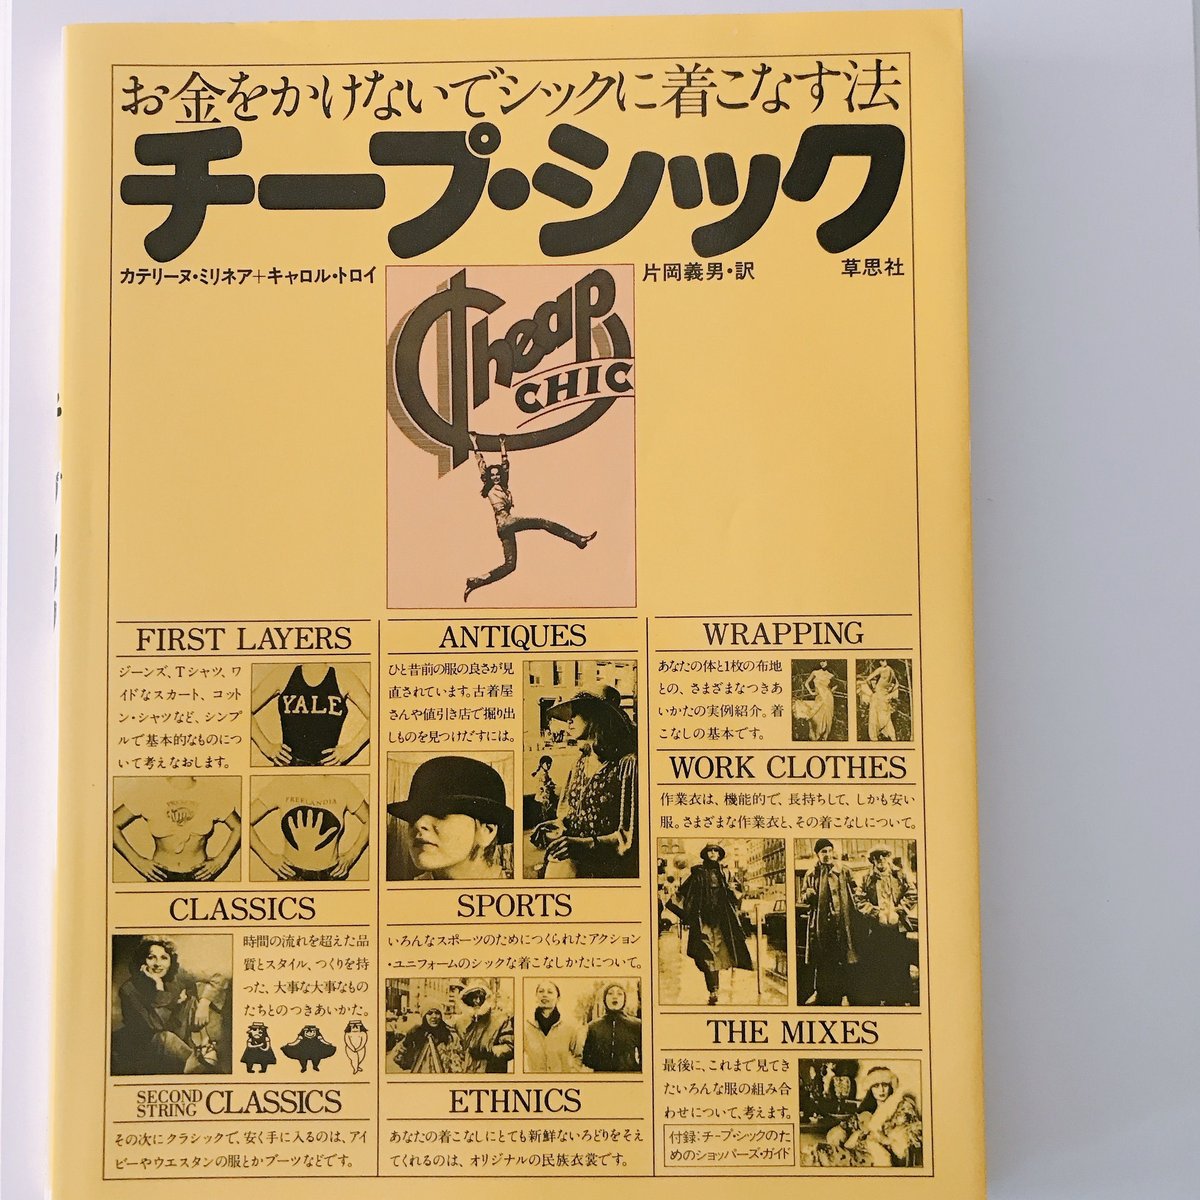 お金をかけないでシックに着こなす法
チープ・シック
カテリーヌ・ミリネア+キャロル・トロイ
片岡義男・訳
草思社
Cheap
CHIC
FIRST LAYERS
ジーンズ、Tシャツ、ワ
イドなスカート、コット
ン・シャツなど、シンプ
ルで基本的なものにつ
いて考えなおします。
YALE
FREELANDIA
CLASSICS
時間の流れを超えた品
質とスタイル、つくりを持
った、大事な大事なもの
たちとのつきあいかた。
SECOND
STRING CLASSICS
その次にクラシックで、安く手に入るのは、アイ
ビーやウエスタンの服とかブーツなどです。
ANTIQUES
ひと昔前の服の良さが見
直されています。古着屋
さんや値引き店で掘り出
しものを見つけだすには。
SPORTS
いろんなスポーツのためにつくられたアクション
・ユニフォームのシックな着こなしかたについて。
ETHNICS
あなたの着こなしにとても新鮮ないろどりをそえ
てくれるのは、オリジナルの民族衣裳です。
WRAPPING
あなたの体と1枚の布地
との、さまざまなつきあ
いかたの実例紹介。着
こなしの基本です。
WORK CLOTHES
作業衣は、機能的で、長持ちして、しかも安い
服。さまざまな作業衣と、その着こなしについて。
THE MIXES
最後に、これまで見てき
たいろんな服の組み合
わせについて、考えます。
付録:チープ・シックのた
めのショッパーズ・ガイド